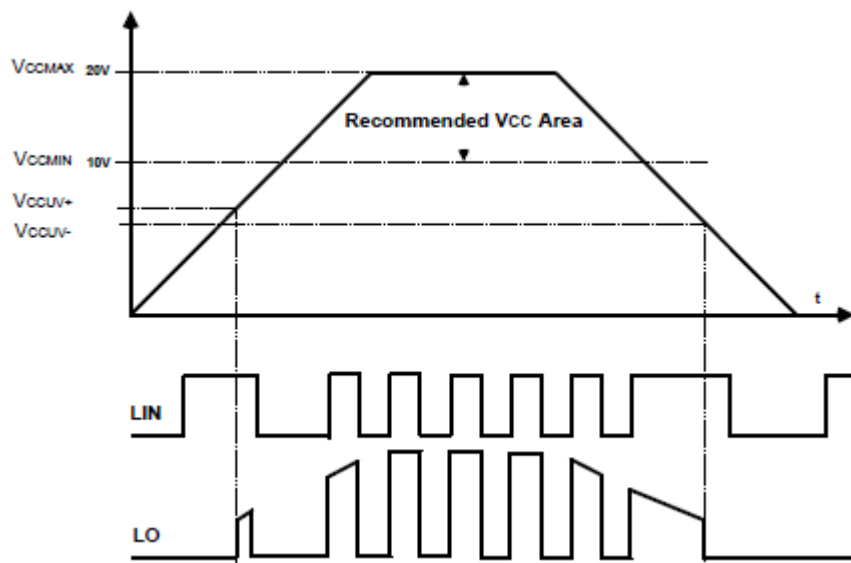 VCCMAX 20V
Recommended VCC Area
VCCMIN 10V
VCCUV+
VCCUV-
t
LIN
LO